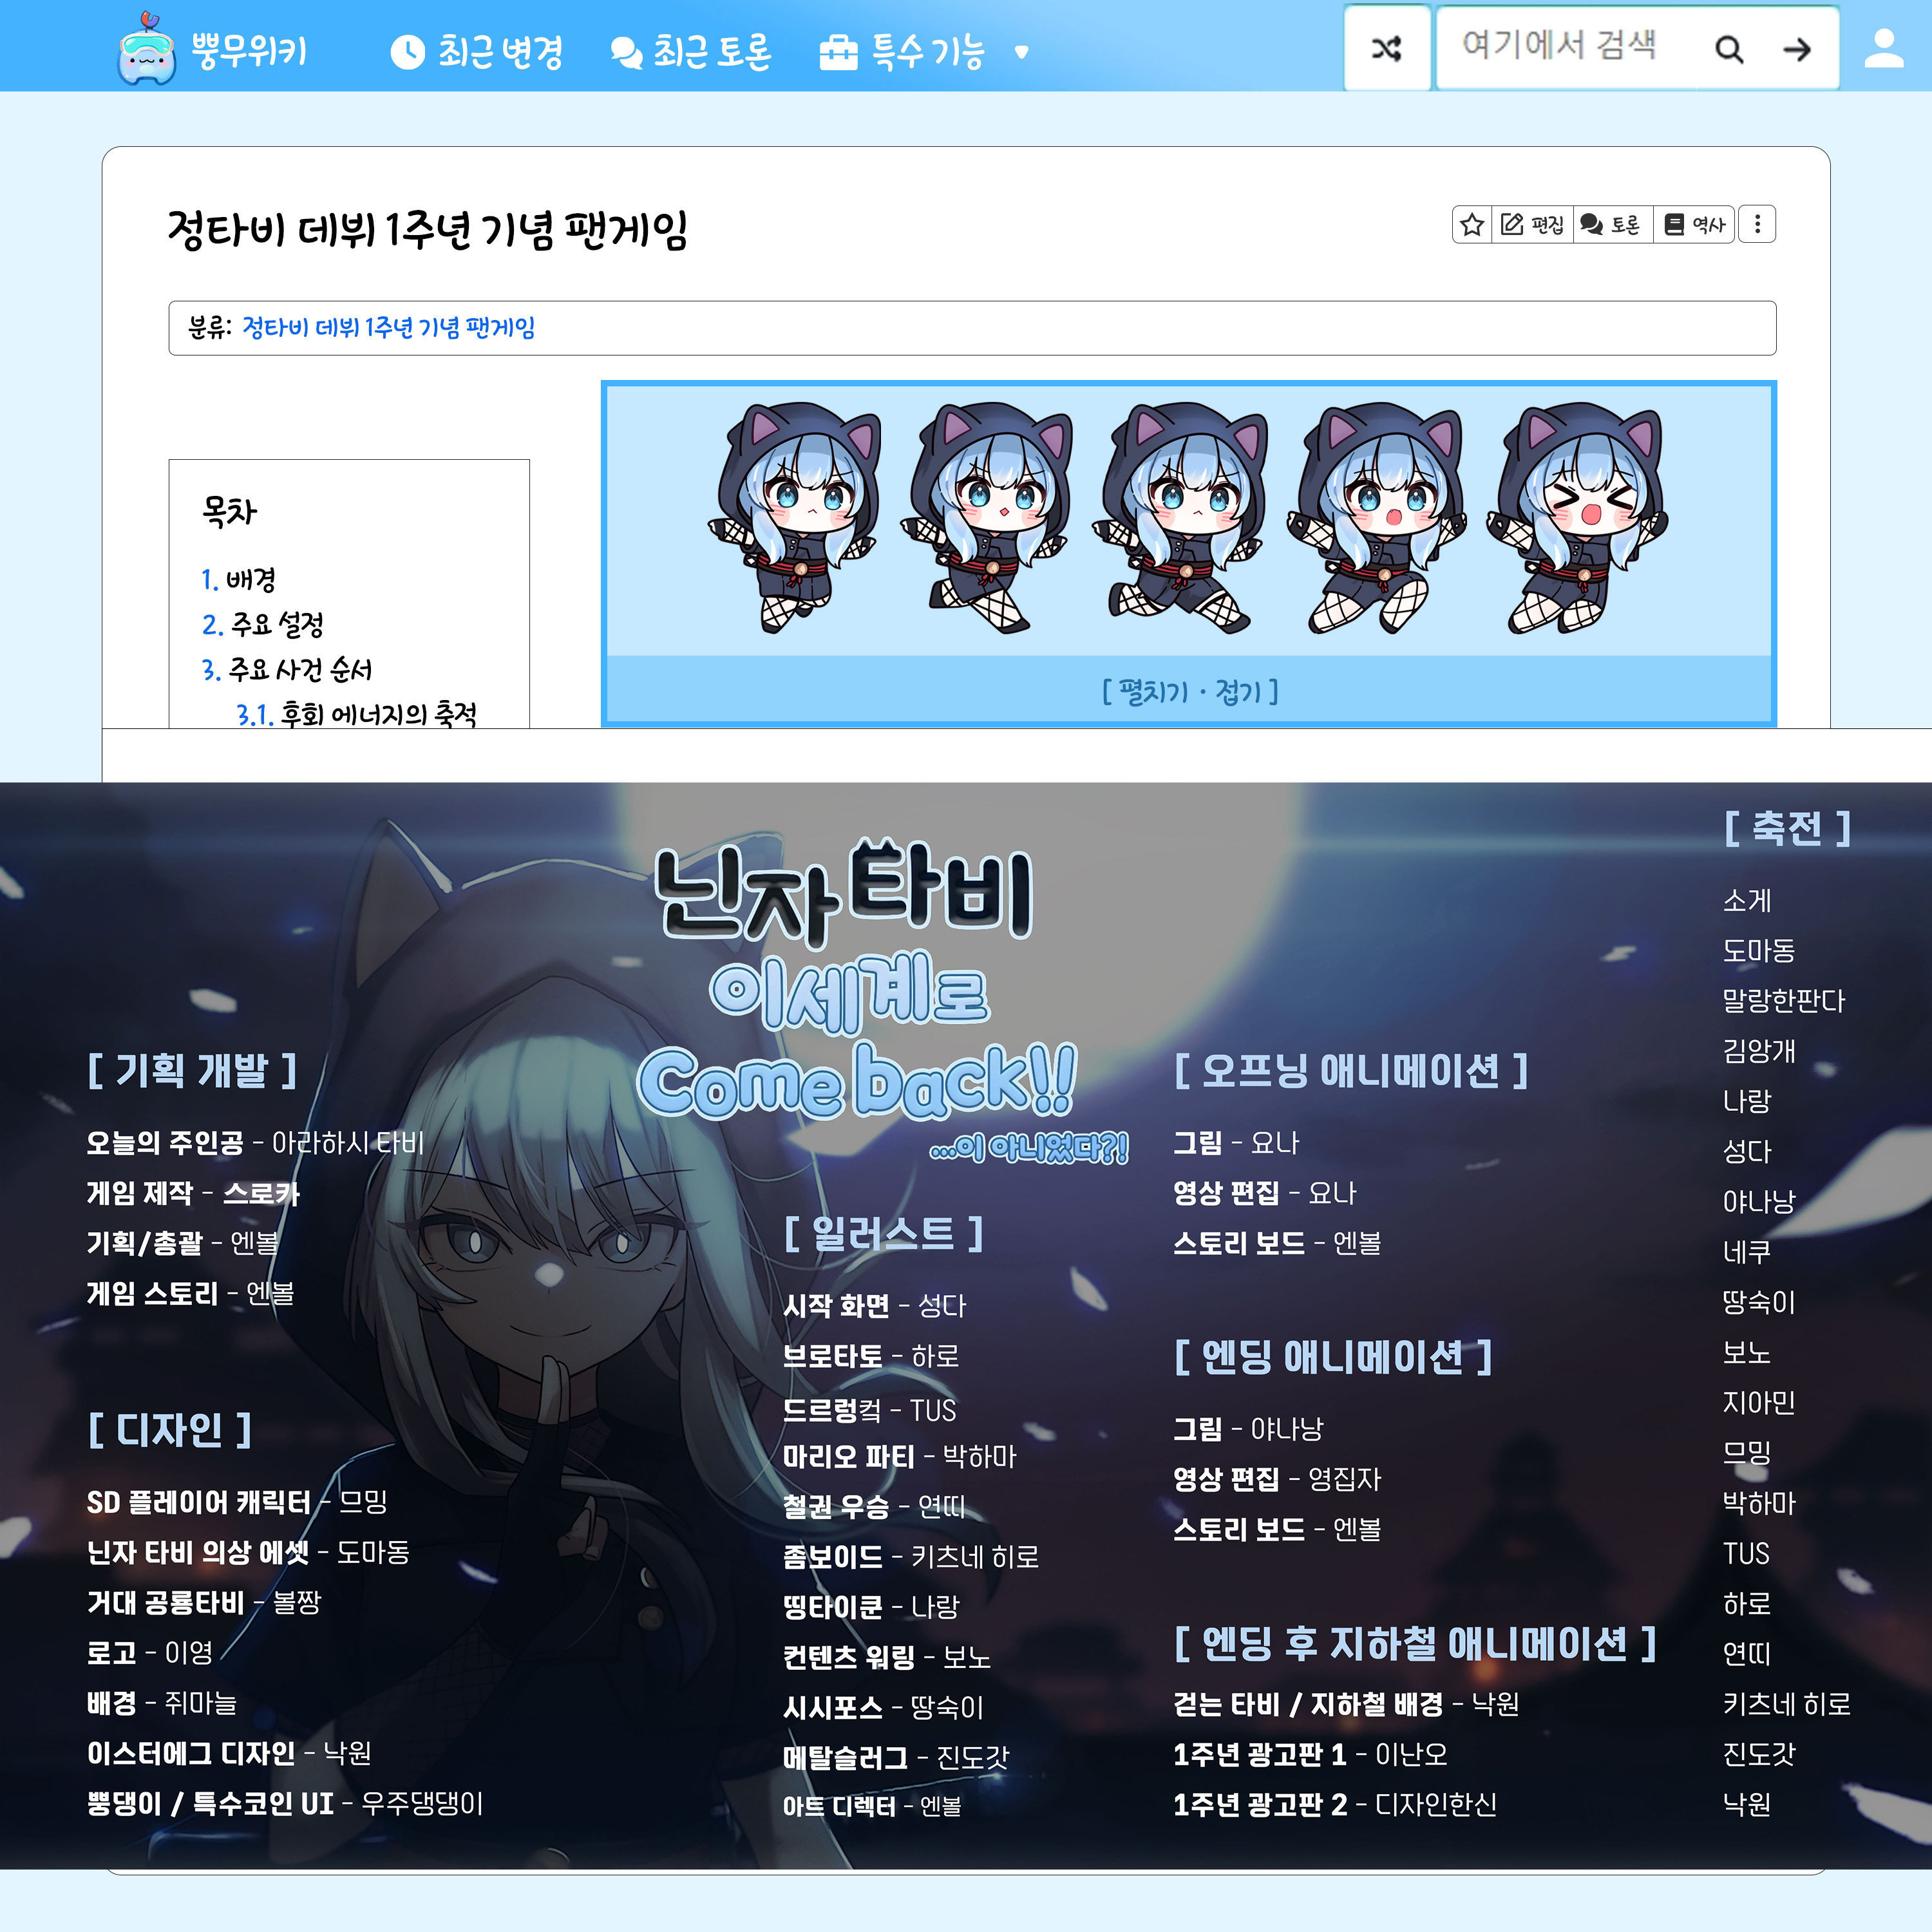 뿡무위키 최근 변경 최근 토론 특수 기능 여기에서 검색
정타비 데뷔 1주년 기념 팬게임
편집 토론 역사
분류: 정타비 데뷔 1주년 기념 팬게임
목차
1. 배경
2. 주요 설정
3. 주요 사건 순서
3.1. 후회 에너지의 축적
[ 펼치기 · 접기 ]
닌자 타비
이세계로
Come back!!
...이 아니었다?!
[ 기획 개발 ]
오늘의 주인공 - 아라하시 타비
게임 제작 - 스로카
기획/총괄 - 엔볼
게임 스토리 - 엔볼
[ 디자인 ]
SD 플레이어 캐릭터 - 므밍
닌자 타비 의상 에셋 - 도마동
거대 공룡타비 - 볼짱
로고 - 이영
배경 - 쥐마늘
이스터에그 디자인 - 낙원
뿡댕이 / 특수코인 UI - 우주댕댕이
[ 일러스트 ]
시작 화면 - 성다
브로타토 - 하로
드르렁컼 - TUS
마리오 파티 - 박하마
철권 우승 - 연띠
좀보이드 - 키츠네 히로
띵타이쿤 - 나랑
컨텐츠 워링 - 보노
시시포스 - 땅숙이
메탈슬러그 - 진도갓
아트 디렉터 - 엔볼
[ 오프닝 애니메이션 ]
그림 - 요나
영상 편집 - 요나
스토리 보드 - 엔볼
[ 엔딩 애니메이션 ]
그림 - 야나낭
영상 편집 - 영집자
스토리 보드 - 엔볼
[ 엔딩 후 지하철 애니메이션 ]
걷는 타비 / 지하철 배경 - 낙원
1주년 광고판 1 - 이난오
1주년 광고판 2 - 디자인한신
[ 축전 ]
소게
도마동
말랑한판다
김앙개
나랑
성다
야나낭
네쿠
땅숙이
보노
지아민
므밍
박하마
TUS
하로
연띠
키츠네 히로
진도갓
낙원